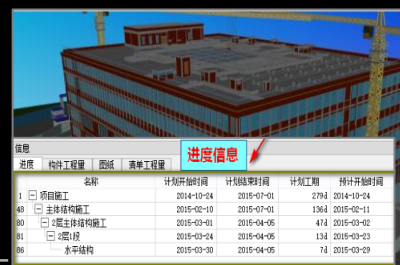 进度信息
信息
进度 构件工程量 图纸 清单工程量
名称 计划开始时间 计划结束时间 计划工期 预计开始时间
1 项目施工 2014-10-24 2015-07-01 279d 2014-10-24
48 主体结构施工 2015-02-10 2015-07-01 136d 2015-02-11
80 2层主体结构施工 2015-03-01 2015-04-05 47d 2015-03-02
81 2层1段 2015-03-24 2015-04-05 13d 2015-03-23
86 水平结构 2015-03-30 2015-04-05 7d 2015-03-29